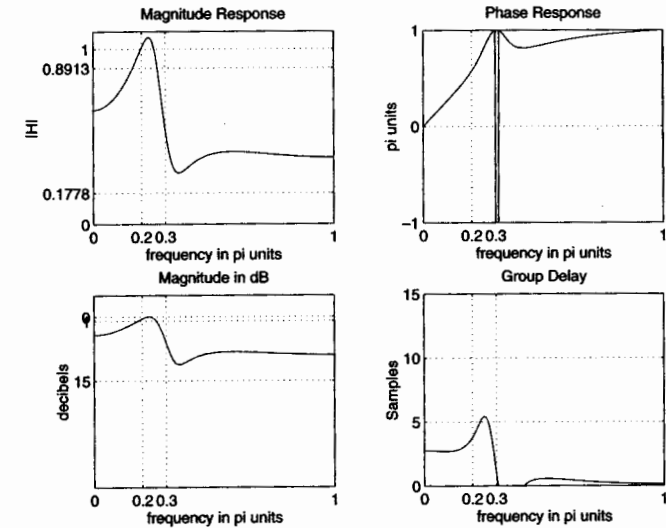 Magnitude Response
|H|
1
0.8913
0.1778
0
0 0.2 0.3 1
frequency in pi units
Phase Response
pi units
1
0
−1
0 0.2 0.3 1
frequency in pi units
Magnitude in dB
decibels
0
15
0 0.2 0.3 1
frequency in pi units
Group Delay
Samples
15
10
5
0
0 0.2 0.3 1
frequency in pi units